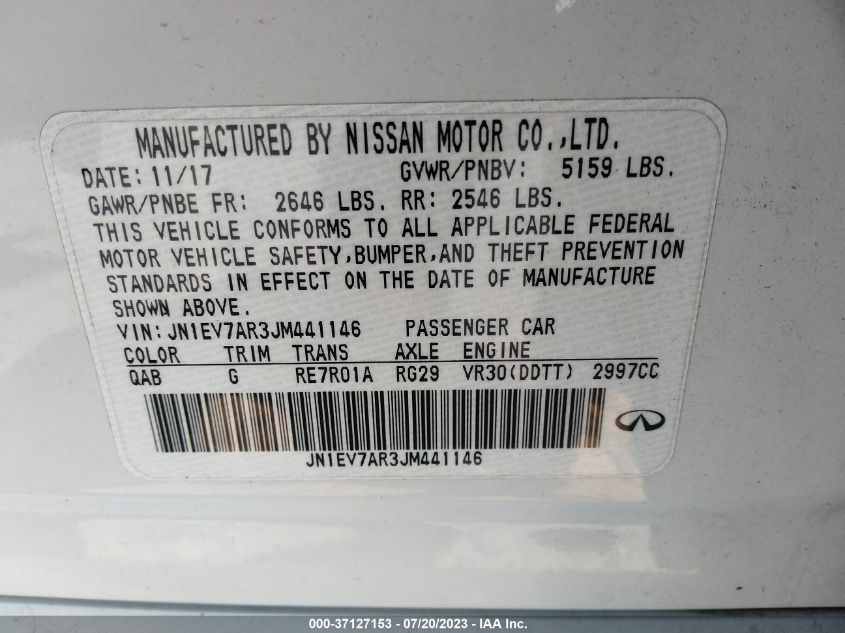 MANUFACTURED BY NISSAN MOTOR CO.,LTD.
DATE: 11/17 GVWR/PNBV: 5159 LBS.
GAWR/PNBE FR: 2646 LBS. RR: 2546 LBS.
THIS VEHICLE CONFORMS TO ALL APPLICABLE FEDERAL
MOTOR VEHICLE SAFETY,BUMPER,AND THEFT PREVENTION
STANDARDS IN EFFECT ON THE DATE OF MANUFACTURE
SHOWN ABOVE.
VIN: JN1EV7AR3JM441146 PASSENGER CAR
COLOR TRIM TRANS AXLE ENGINE
QAB G RE7R01A RG29 VR30(DDTT) 2997CC
JN1EV7AR3JM441146
000-37127153 - 07/20/2023 - IAA Inc.